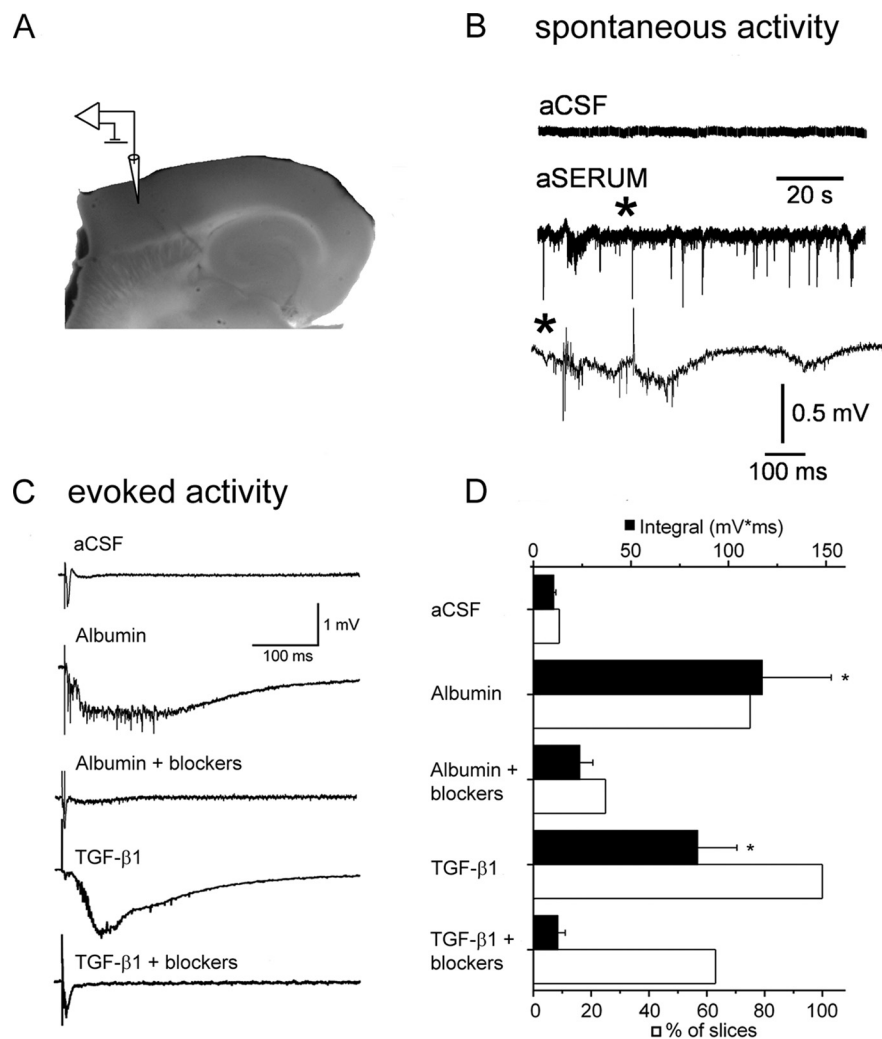 A
B spontaneous activity
aCSF
aSERUM
20 s
*
*
0.5 mV
100 ms
C evoked activity
aCSF
1 mV
100 ms
Albumin
Albumin + blockers
TGF-β1
TGF-β1 + blockers
D
■ Integral (mV*ms)
0 50 100 150
aCSF
Albumin
*
Albumin +
blockers
TGF-β1
*
TGF-β1 +
blockers
0 20 40 60 80 100
□ % of slices